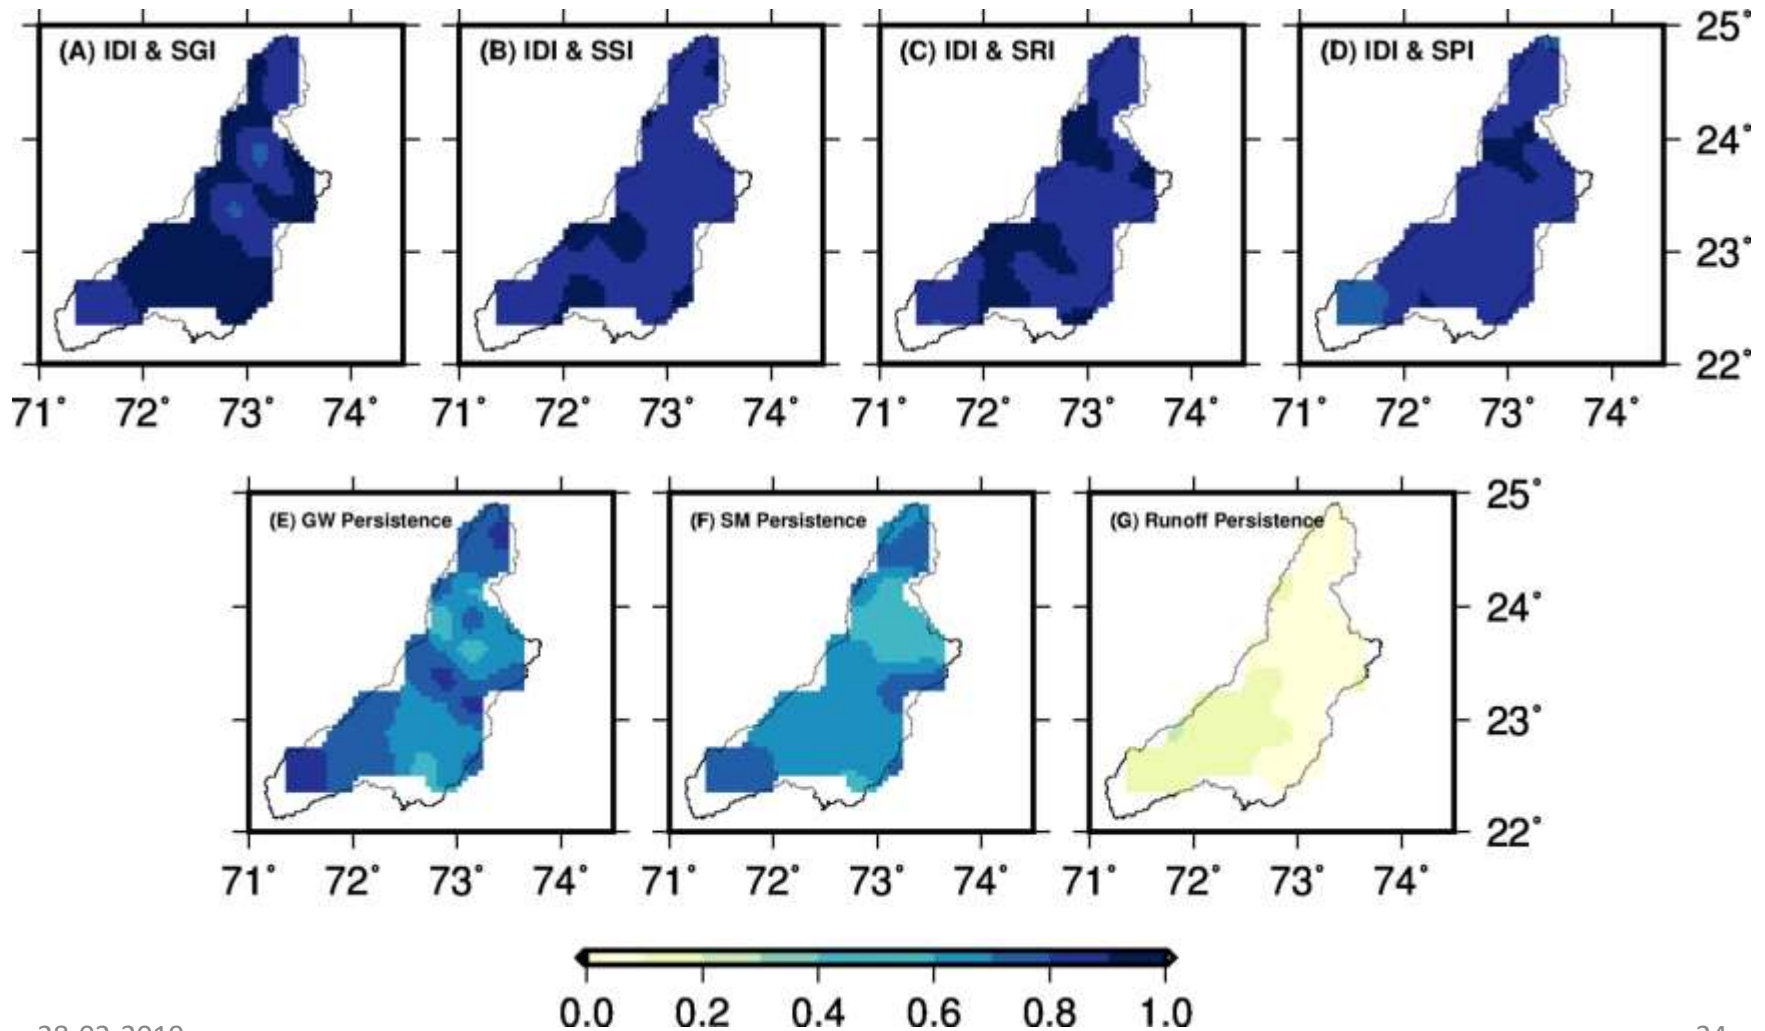 (A) IDI & SGI
(B) IDI & SSI
(C) IDI & SRI
(D) IDI & SPI
25°
24°
23°
22°
71° 72° 73° 74°
71° 72° 73° 74°
71° 72° 73° 74°
71° 72° 73° 74°
(E) GW Persistence
(F) SM Persistence
(G) Runoff Persistence
25°
24°
23°
22°
71° 72° 73° 74°
71° 72° 73° 74°
71° 72° 73° 74°
0.0 0.2 0.4 0.6 0.8 1.0